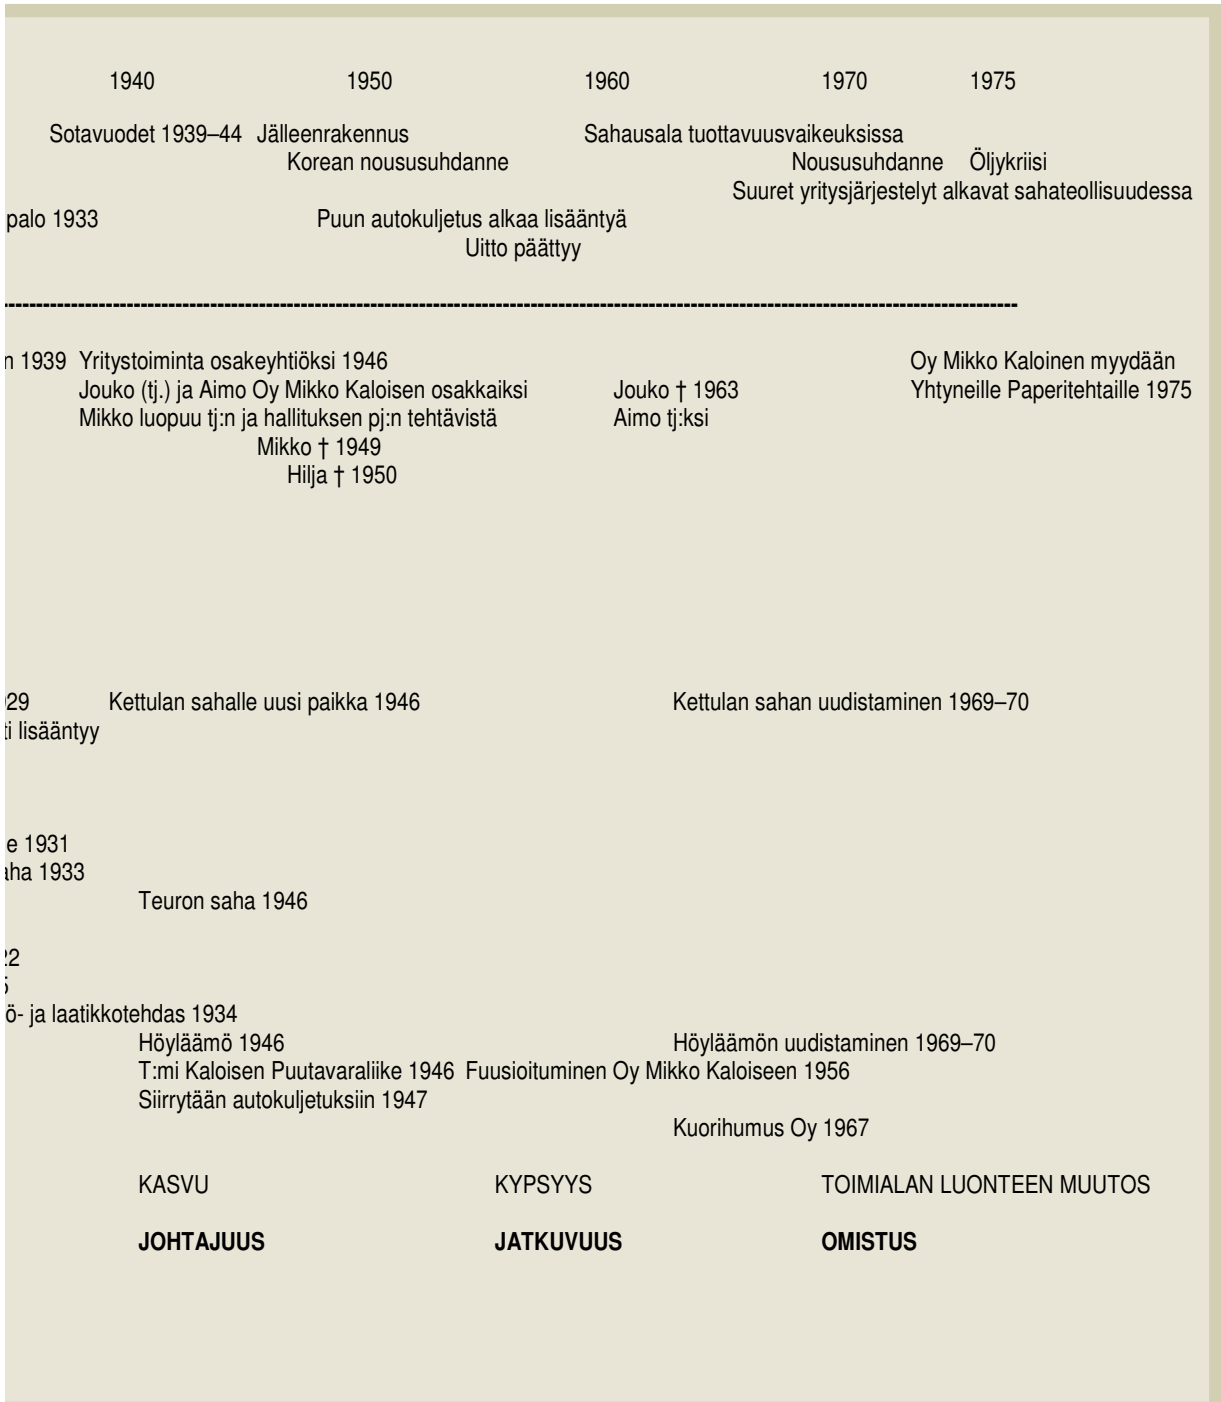 1940 1950 1960 1970 1975
Sotavuodet 1939–44 Jälleenrakennus Sahausala tuottavuusvaikeuksissa
Korean noususuhdanne Noususuhdanne Öljykriisi
Suuret yritysjärjestelyt alkavat sahateollisuudessa
palo 1933 Puun autokuljetus alkaa lisääntyä
Uitto päättyy
n 1939 Yritystoiminta osakeyhtiöksi 1946 Oy Mikko Kaloinen myydään
Jouko (tj.) ja Aimo Oy Mikko Kaloisen osakkaiksi Jouko † 1963 Yhtyneille Paperitehtaille 1975
Mikko luopuu tj:n ja hallituksen pj:n tehtävistä Aimo tj:ksi
Mikko † 1949
Hilja † 1950
29 Kettulan sahalle uusi paikka 1946 Kettulan sahan uudistaminen 1969–70
ti lisääntyy
e 1931
aha 1933
Teuron saha 1946
22
ö- ja laatikkotehdas 1934
Höyläämö 1946 Höyläämön uudistaminen 1969–70
T:mi Kaloisen Puutavaraliike 1946 Fuusioituminen Oy Mikko Kaloiseen 1956
Siirrytään autokuljetuksiin 1947
Kuorihumus Oy 1967
KASVU KYPSYYS TOIMIALAN LUONTEEN MUUTOS
JOHTAJUUS JATKUVUUS OMISTUS